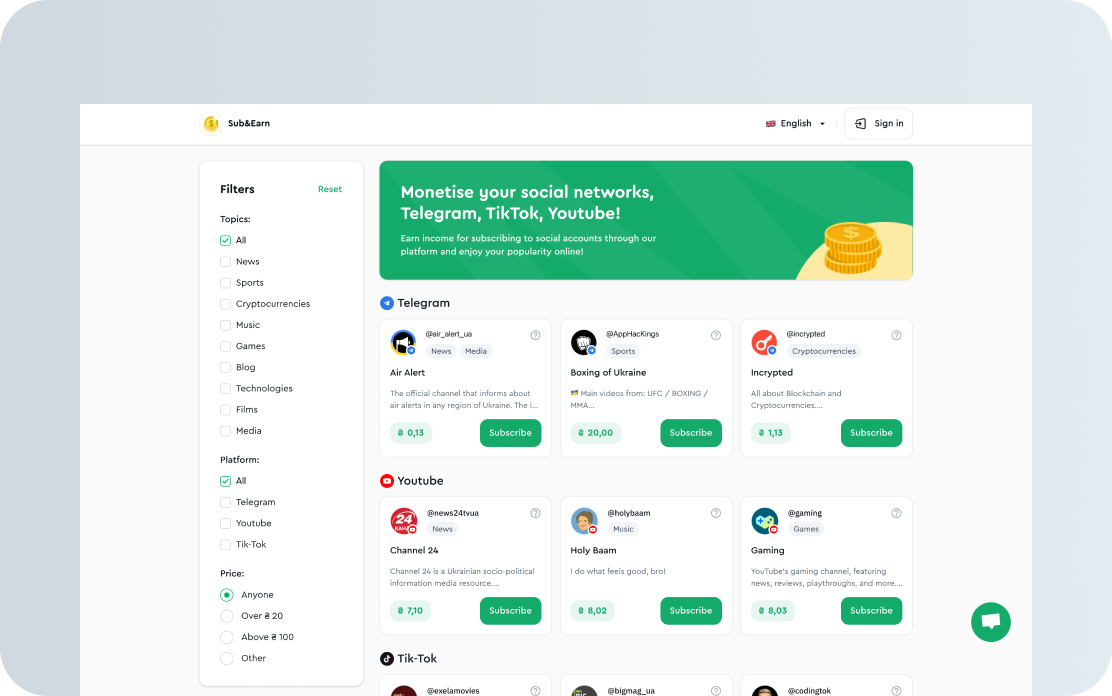 Sub&Earn
English
Sign in
Filters
Reset
Topics:
All
News
Sports
Cryptocurrencies
Music
Games
Blog
Technologies
Films
Media
Platform:
All
Telegram
Youtube
Tik-Tok
Price:
Anyone
Over ₴ 20
Above ₴ 100
Other
Monetise your social networks,
Telegram, TikTok, Youtube!
Earn income for subscribing to social accounts through our
platform and enjoy your popularity online!
Telegram
@air_alert_ua
News Media
Air Alert
The official channel that informs about
air alerts in any region of Ukraine. The i...
₴ 0,13
Subscribe
@AppHacKings
Sports
Boxing of Ukraine
Main videos from: UFC / BOXING /
MMA...
₴ 20,00
Subscribe
@incrypted
Cryptocurrencies
Incrypted
All about Blockchain and
Cryptocurrencies....
₴ 1,13
Subscribe
Youtube
24
@news24tvua
News
Channel 24
Channel 24 is a Ukrainian socio-political
information media resource....
₴ 7,10
Subscribe
@holybaam
Music
Holy Baam
I do what feels good, bro!
₴ 8,02
Subscribe
@gaming
Games
Gaming
YouTube's gaming channel, featuring
news, reviews, playthroughs, and more....
₴ 8,03
Subscribe
Tik-Tok
@exelamovies
@bigmag_ua
@codingtok